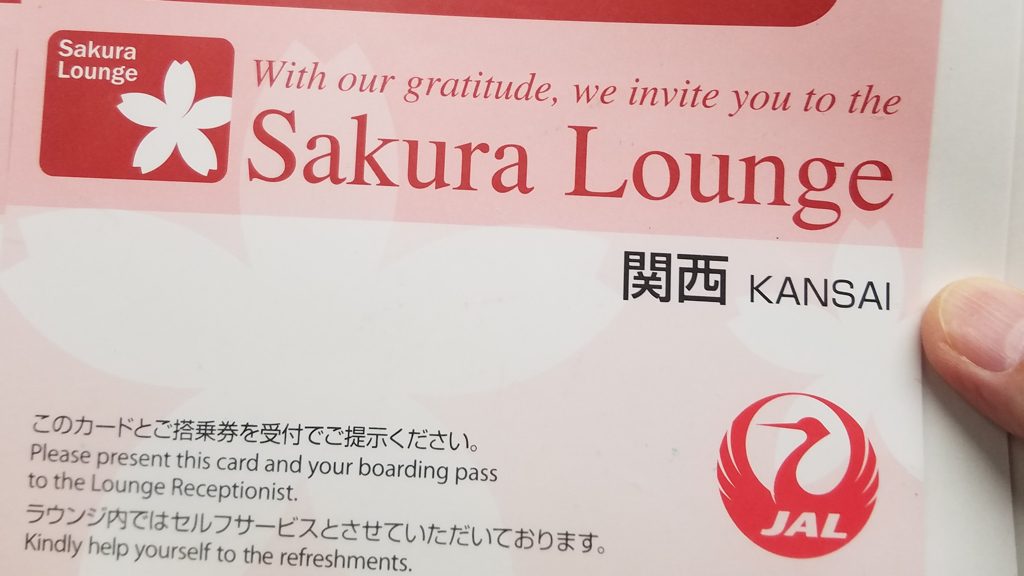 Sakura
Lounge
With our gratitude, we invite you to the
Sakura Lounge
関西 KANSAI
このカードとご搭乗券を受付でご提示ください。
Please present this card and your boarding pass
to the Lounge Receptionist.
ラウンジ内ではセルフサービスとさせていただいております。
Kindly help yourself to the refreshments.
JAL